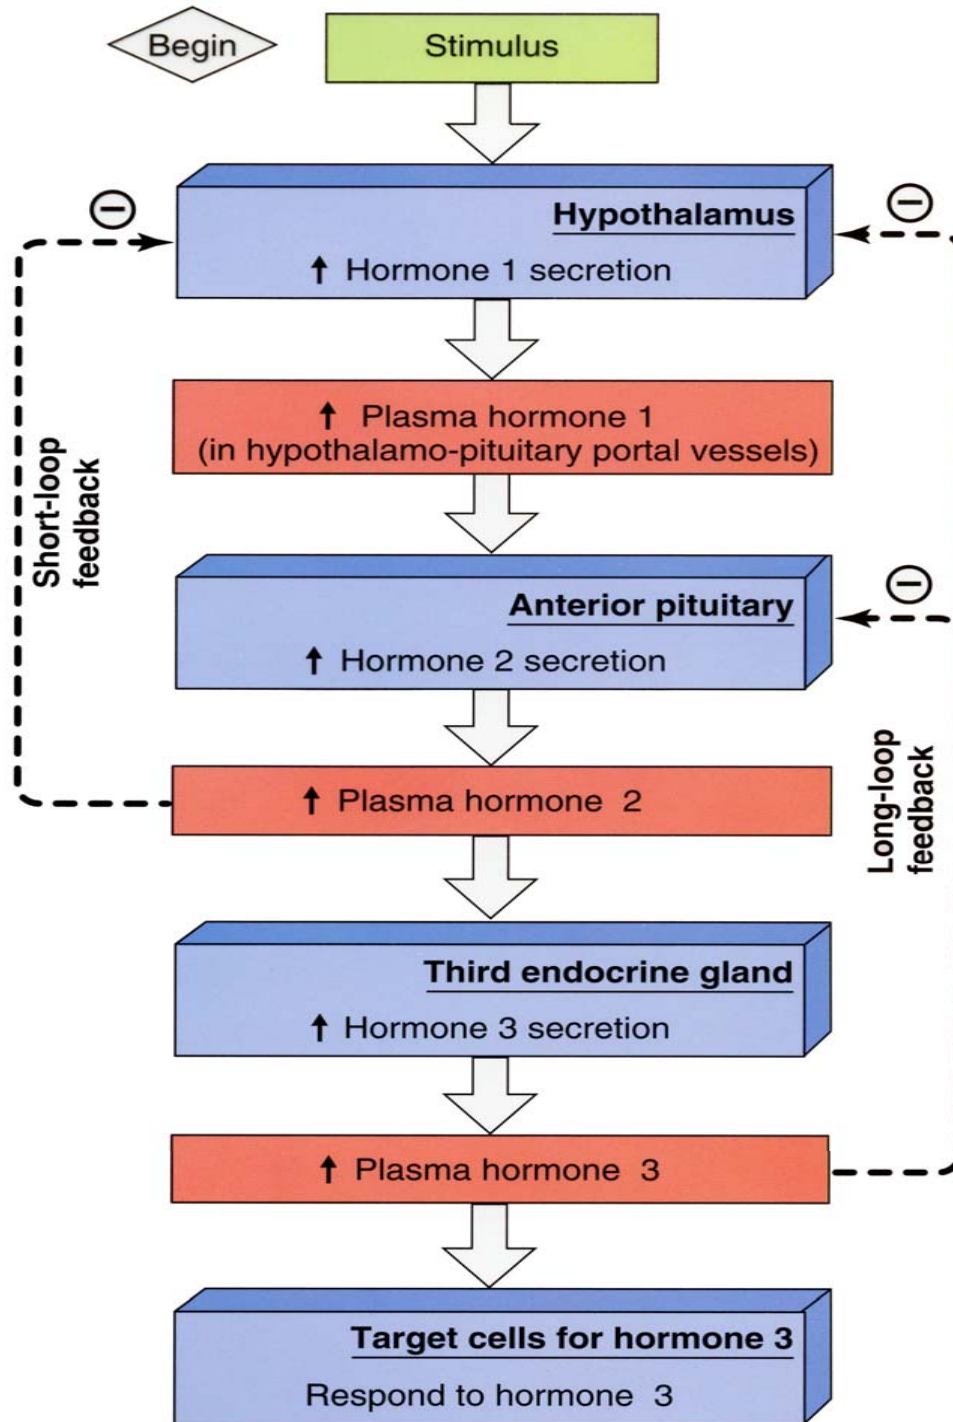 Begin
Stimulus
Hypothalamus
↑ Hormone 1 secretion
↑ Plasma hormone 1
(in hypothalamo-pituitary portal vessels)
Short-loop
feedback
Anterior pituitary
↑ Hormone 2 secretion
↑ Plasma hormone 2
Long-loop
feedback
Third endocrine gland
↑ Hormone 3 secretion
↑ Plasma hormone 3
Target cells for hormone 3
Respond to hormone 3